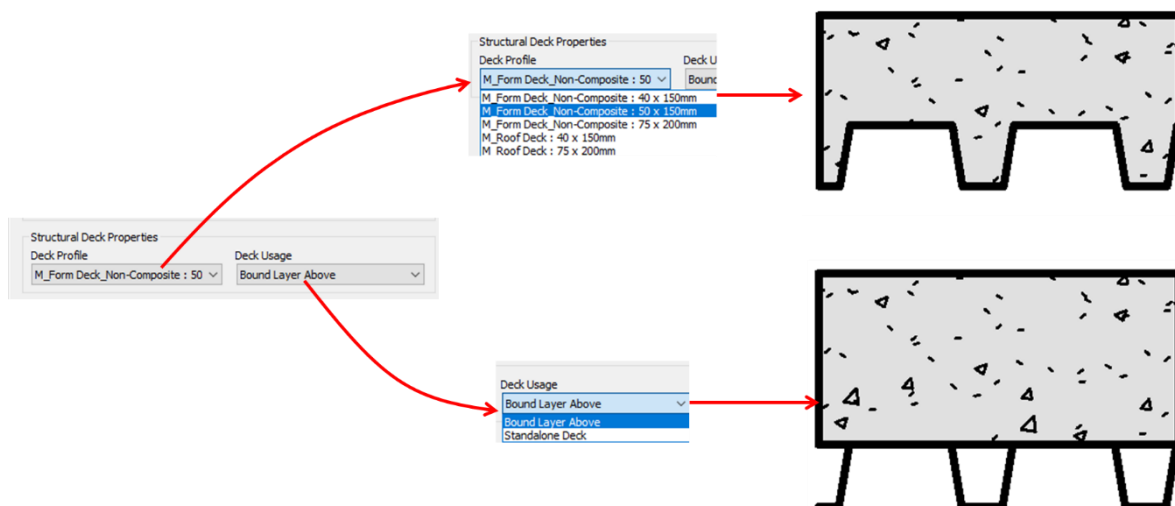 Structural Deck Properties
Deck Profile Deck U
M_Form Deck_Non-Composite : 50 Bound
M_Form Deck_Non-Composite : 40 x 150mm
M_Form Deck_Non-Composite : 50 x 150mm
M_Form Deck_Non-Composite : 75 x 200mm
M_Roof Deck : 40 x 150mm
M_Roof Deck : 75 x 200mm
Structural Deck Properties
Deck Profile Deck Usage
M_Form Deck_Non-Composite : 50 Bound Layer Above
Deck Usage
Bound Layer Above
Bound Layer Above
Standalone Deck